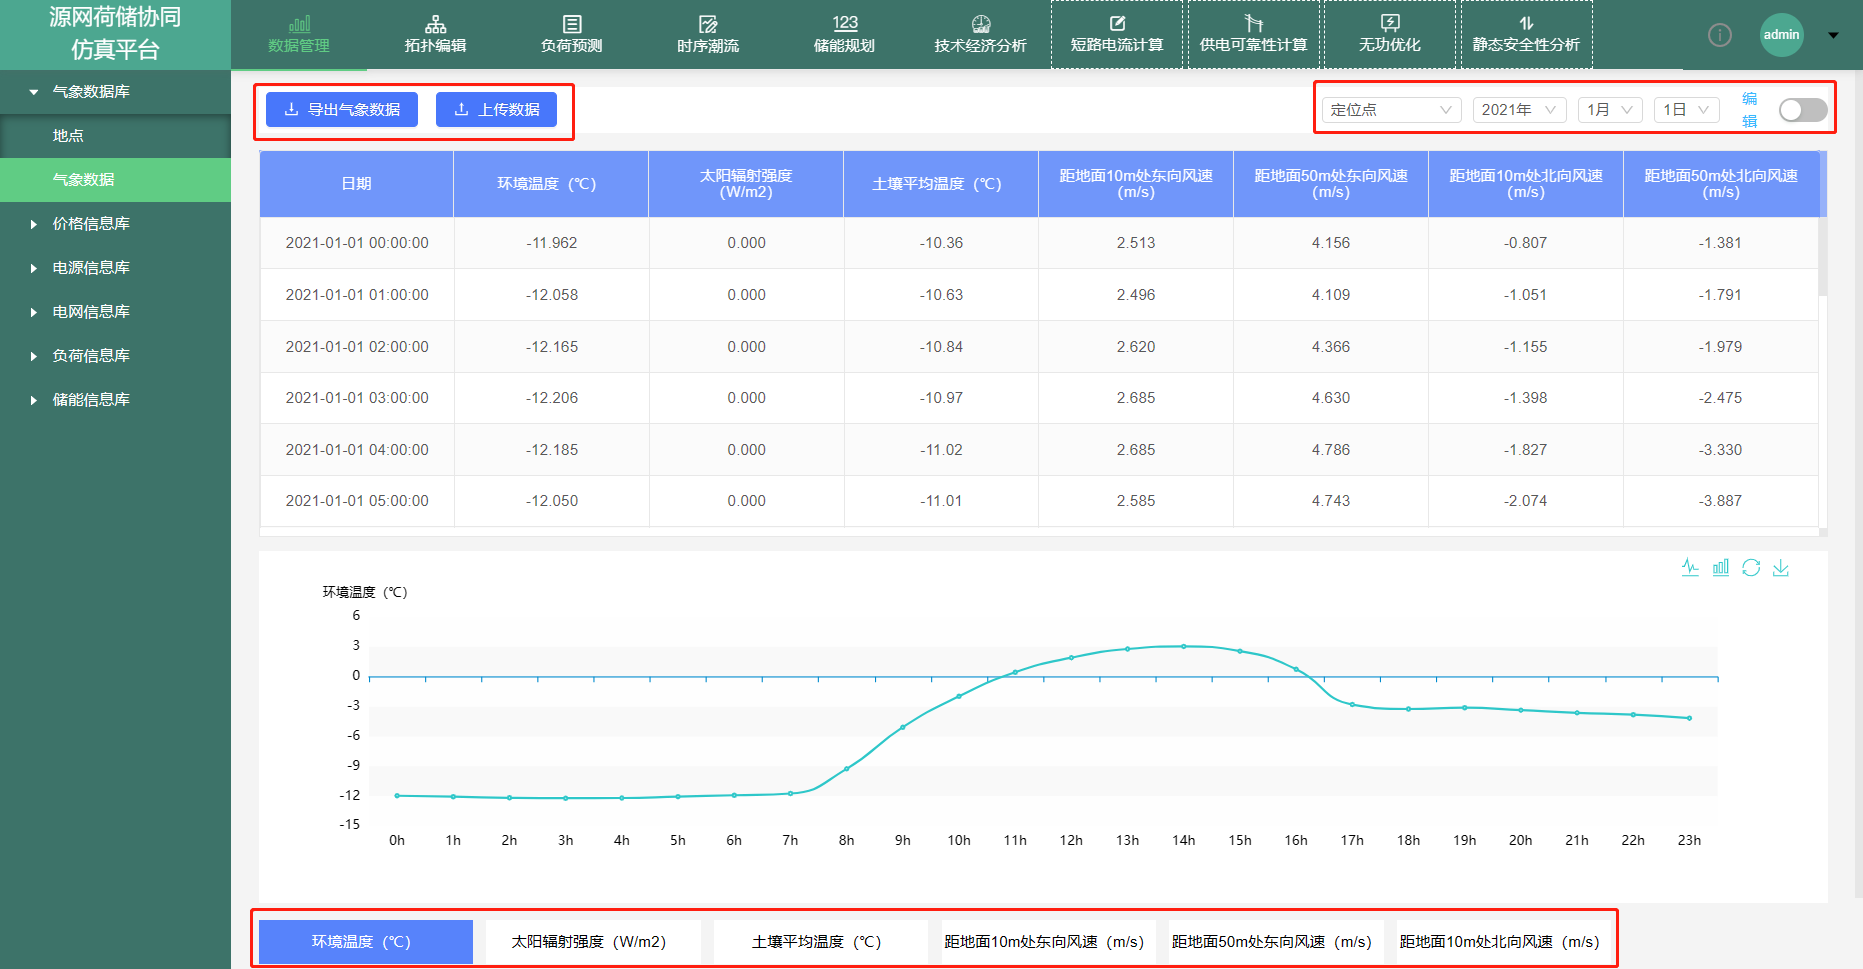 源网荷储协同
仿真平台
数据管理
拓扑编辑
负荷预测
时序潮流
123
储能规划
技术经济分析
短路电流计算
供电可靠性计算
无功优化
静态安全性分析
admin
气象数据库
地点
气象数据
价格信息库
电源信息库
电网信息库
负荷信息库
储能信息库
导出气象数据
上传数据
定位点
2021年
1月
1日
编
辑
日期
环境温度（℃）
太阳辐射强度
（W/m2）
土壤平均温度（℃）
距地面10m处东向风速
（m/s）
距地面50m处东向风速
（m/s）
距地面10m处北向风速
（m/s）
距地面50m处北向风速
（m/s）
2021-01-01 00:00:00 -11.962 0.000 -10.36 2.513 4.156 -0.807 -1.381
2021-01-01 01:00:00 -12.058 0.000 -10.63 2.496 4.109 -1.051 -1.791
2021-01-01 02:00:00 -12.165 0.000 -10.84 2.620 4.366 -1.155 -1.979
2021-01-01 03:00:00 -12.206 0.000 -10.97 2.685 4.630 -1.398 -2.475
2021-01-01 04:00:00 -12.185 0.000 -11.02 2.685 4.786 -1.827 -3.330
2021-01-01 05:00:00 -12.050 0.000 -11.01 2.585 4.743 -2.074 -3.887
环境温度（℃）
6
3
0
-3
-6
-9
-12
-15
0h 1h 2h 3h 4h 5h 6h 7h 8h 9h 10h 11h 12h 13h 14h 15h 16h 17h 18h 19h 20h 21h 22h 23h
环境温度（℃）
太阳辐射强度（W/m2）
土壤平均温度（℃）
距地面10m处东向风速（m/s）
距地面50m处东向风速（m/s）
距地面10m处北向风速（m/s）